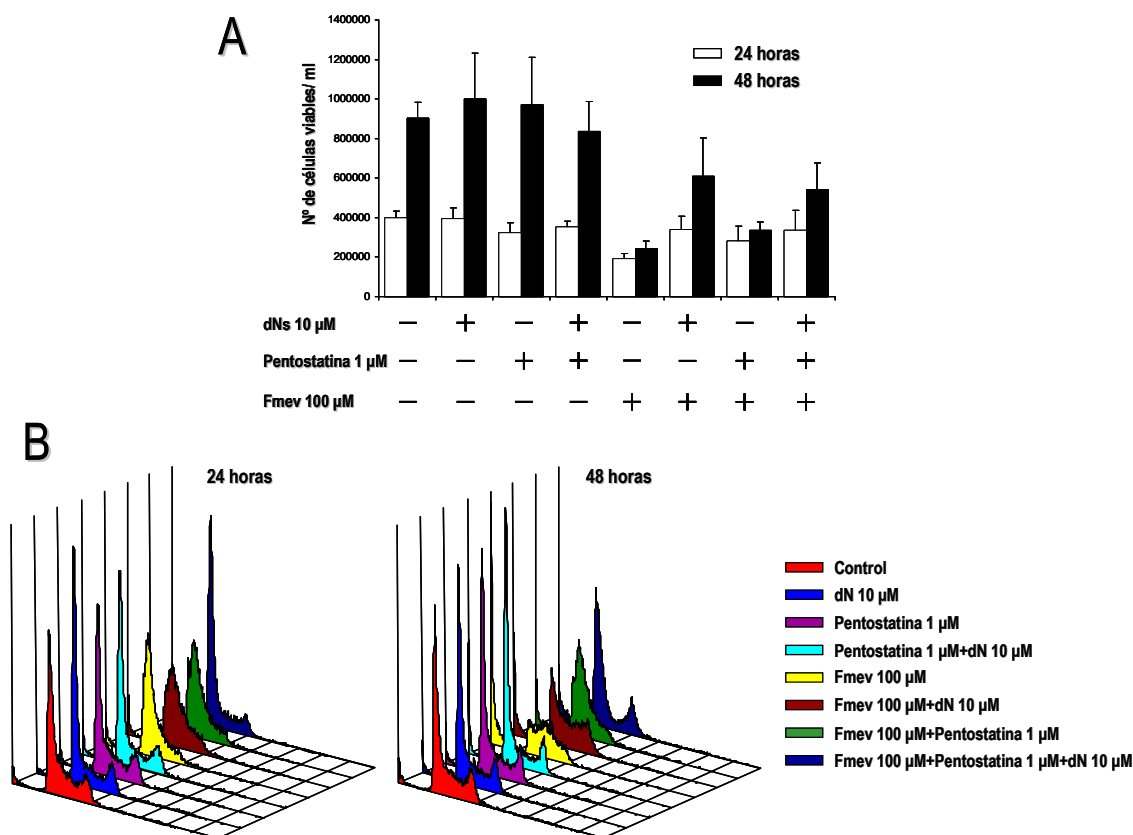 A
Nº de células viables/ ml
1400000
1200000
1000000
800000
600000
400000
200000
0
24 horas
48 horas
dNs 10 µM − + − + − + − +
Pentostatina 1 µM − − + + − − + +
Fmev 100 µM − − − − + + + +
B
24 horas
48 horas
Control
dN 10 µM
Pentostatina 1 µM
Pentostatina 1 µM+dN 10 µM
Fmev 100 µM
Fmev 100 µM+dN 10 µM
Fmev 100 µM+Pentostatina 1 µM
Fmev 100 µM+Pentostatina 1 µM+dN 10 µM